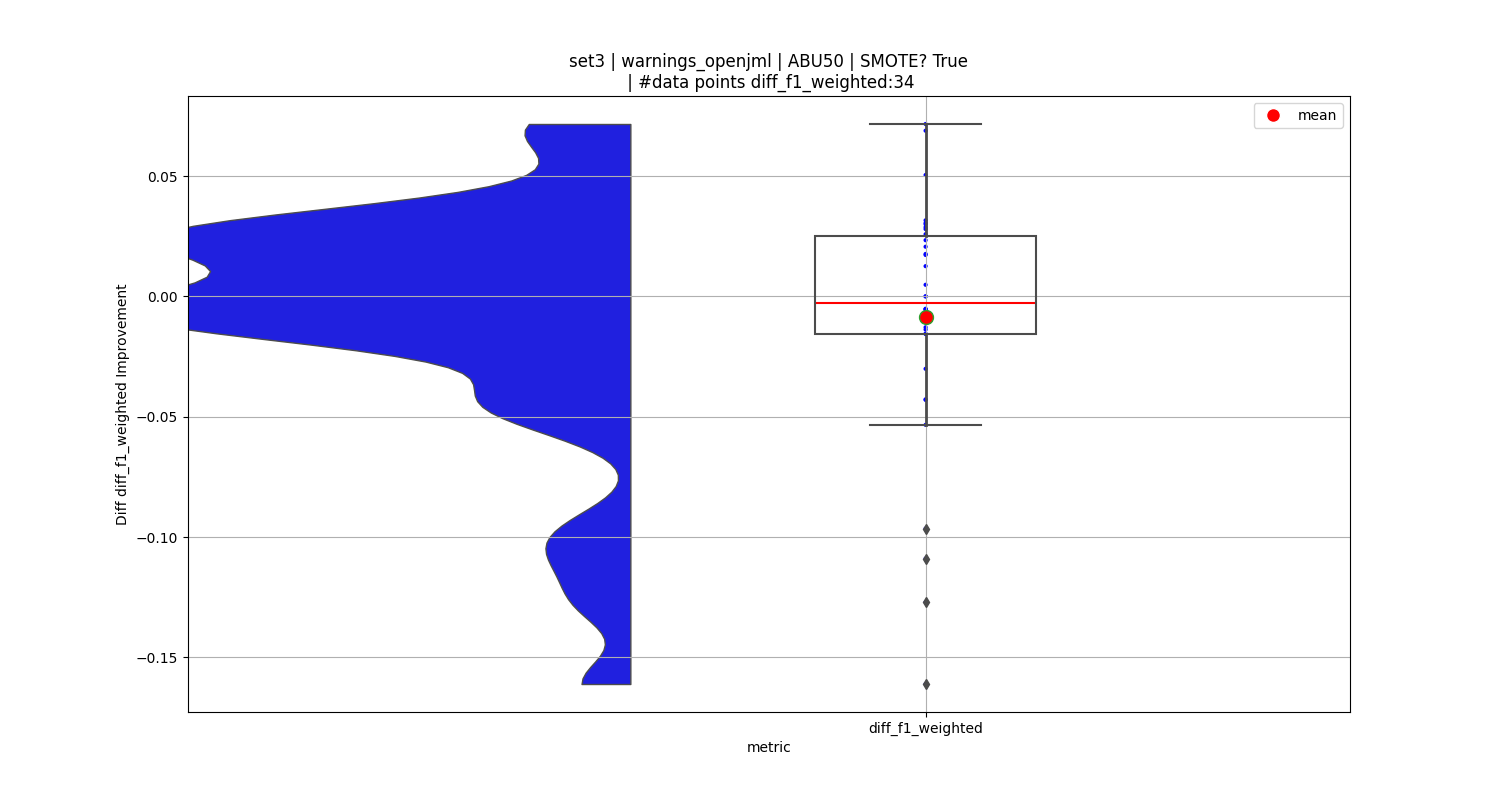 set3 | warnings_openjml | ABU50 | SMOTE? True
| #data points diff_f1_weighted:34
mean
0.05
0.00
−0.05
−0.10
−0.15
Diff diff_f1_weighted Improvement
diff_f1_weighted
metric